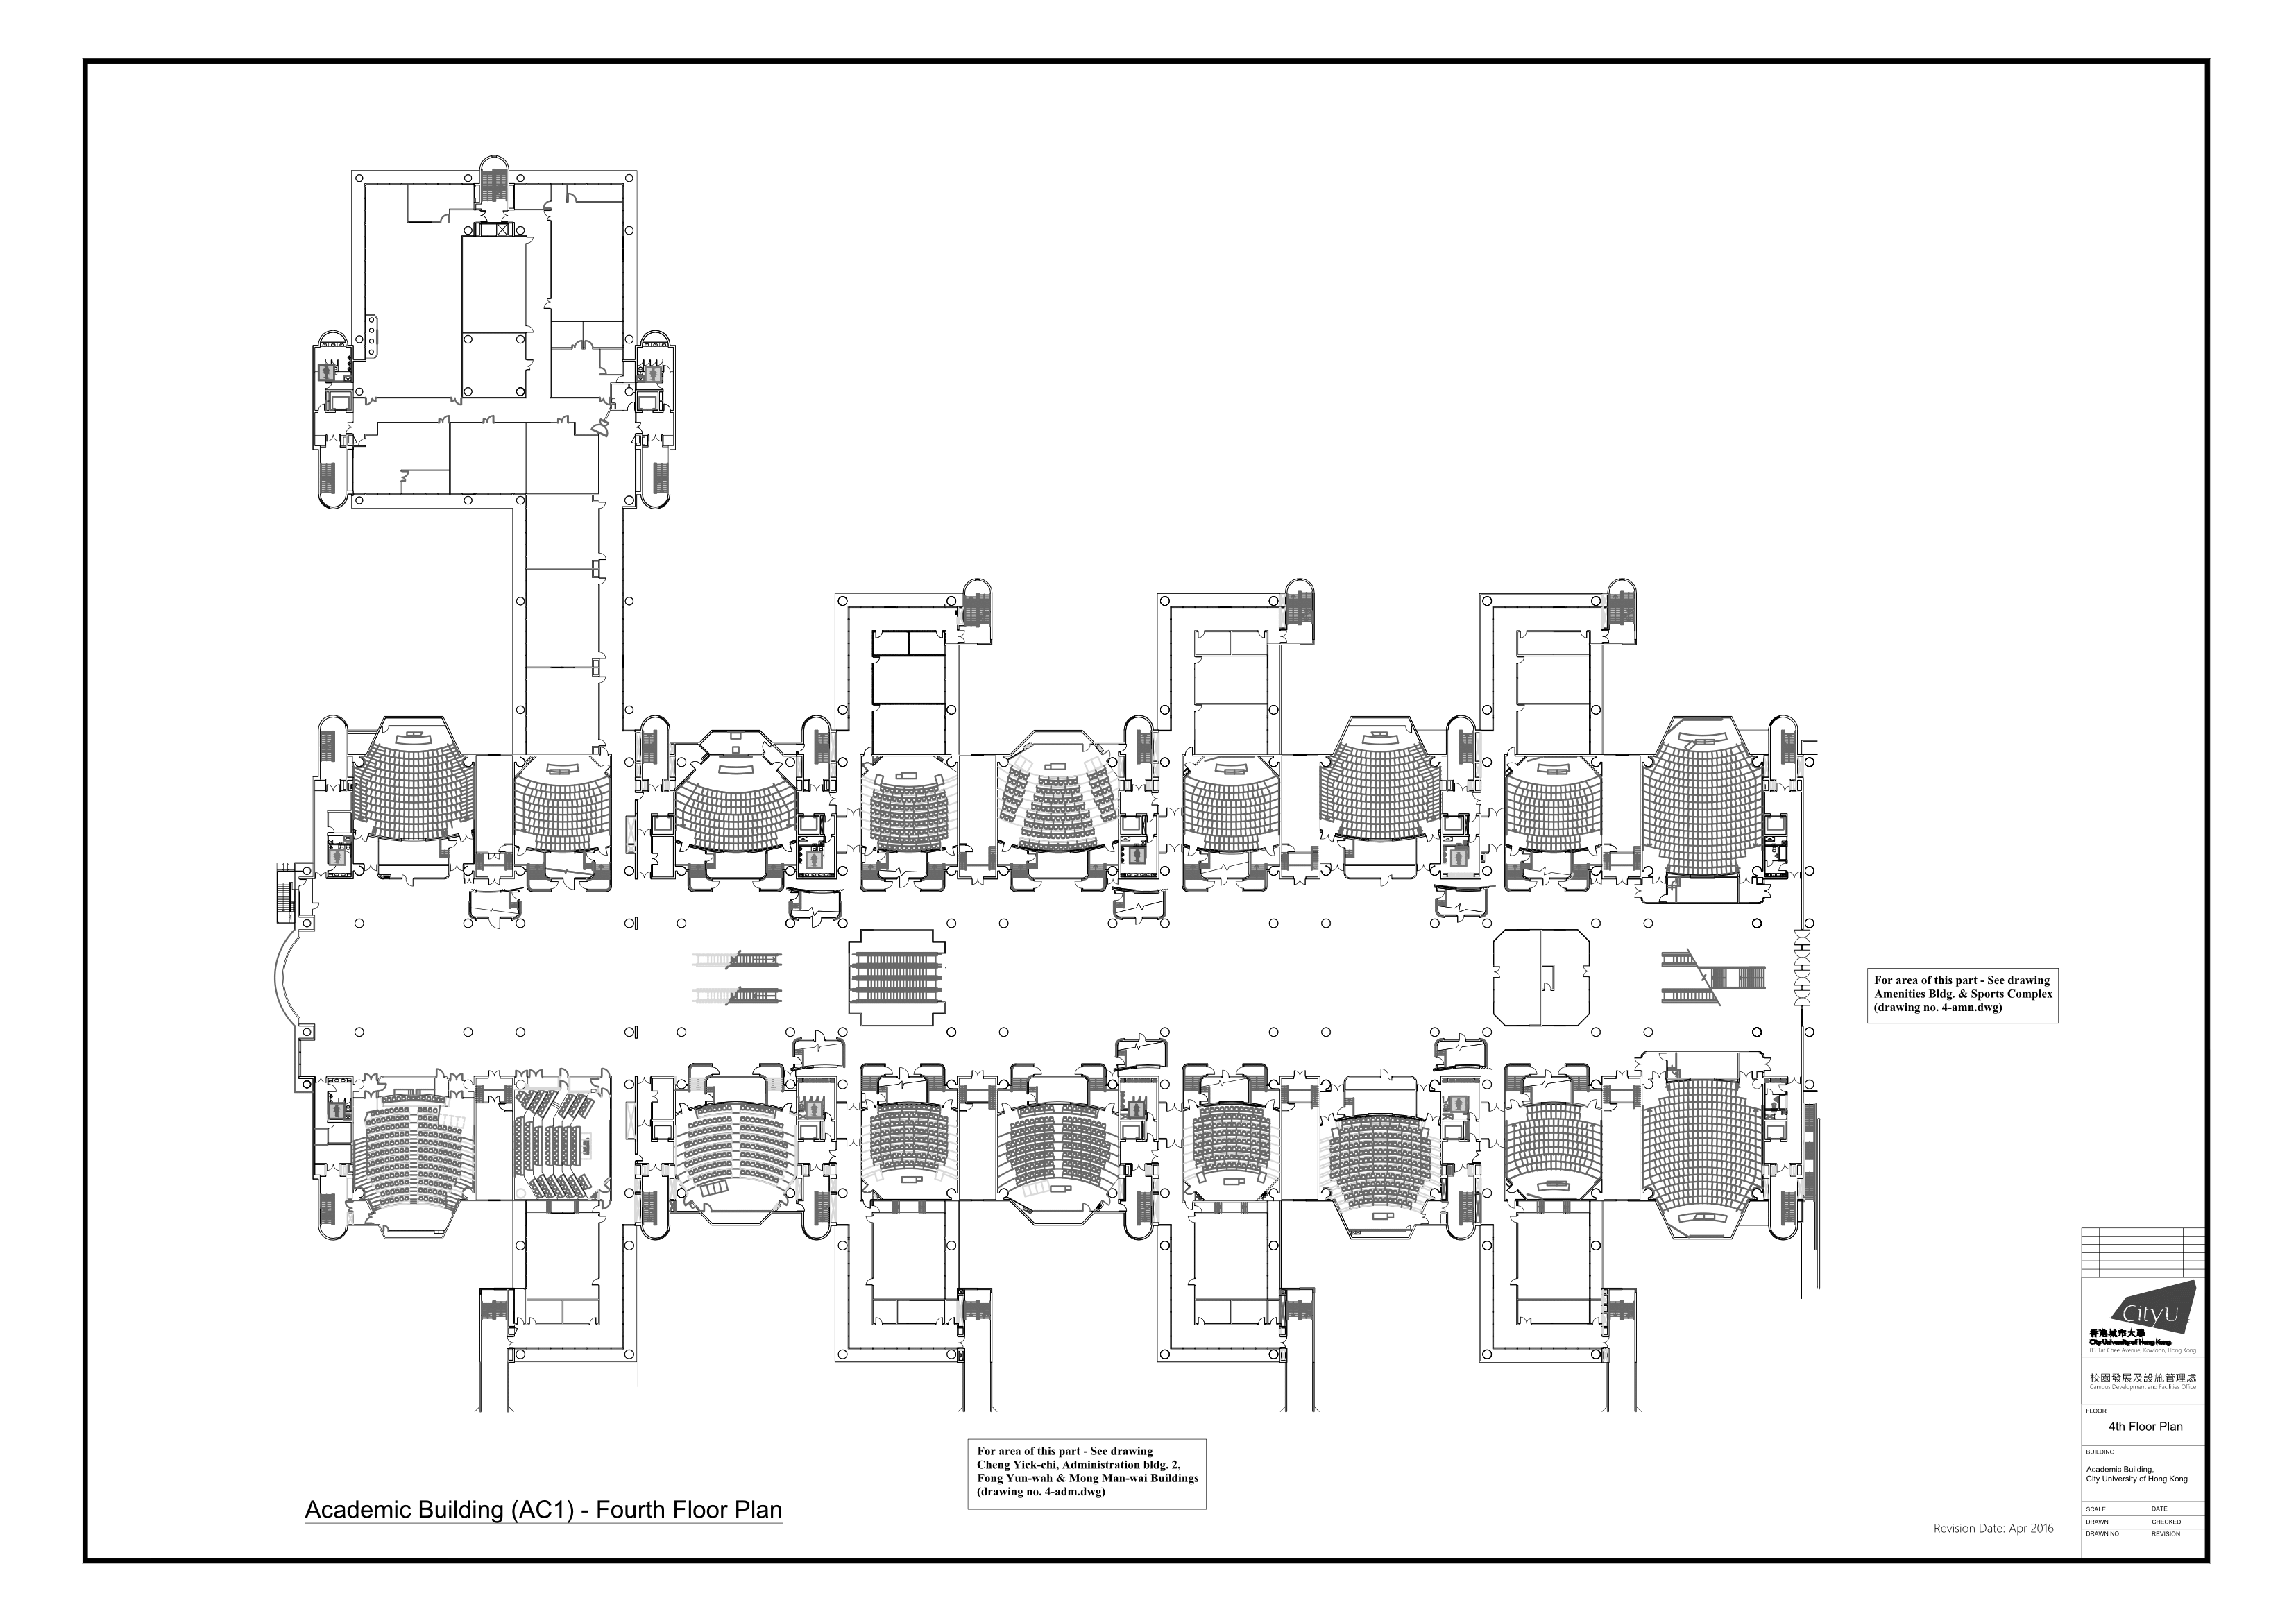 For area of this part - See drawing
Amenities Bldg. & Sports Complex
(drawing no. 4-amn.dwg)
For area of this part - See drawing
Cheng Yick-chi, Administration bldg. 2,
Fong Yun-wah & Mong Man-wai Buildings
(drawing no. 4-adm.dwg)
Academic Building (AC1) - Fourth Floor Plan
Revision Date: Apr 2016
CityU
香港城市大學
City University of Hong Kong
83 Tat Chee Avenue, Kowloon, Hong Kong
校園發展及設施管理處
Campus Development and Facilities Office
FLOOR
4th Floor Plan
BUILDING
Academic Building,
City University of Hong Kong
SCALE DATE
DRAWN CHECKED
DRAWN NO. REVISION